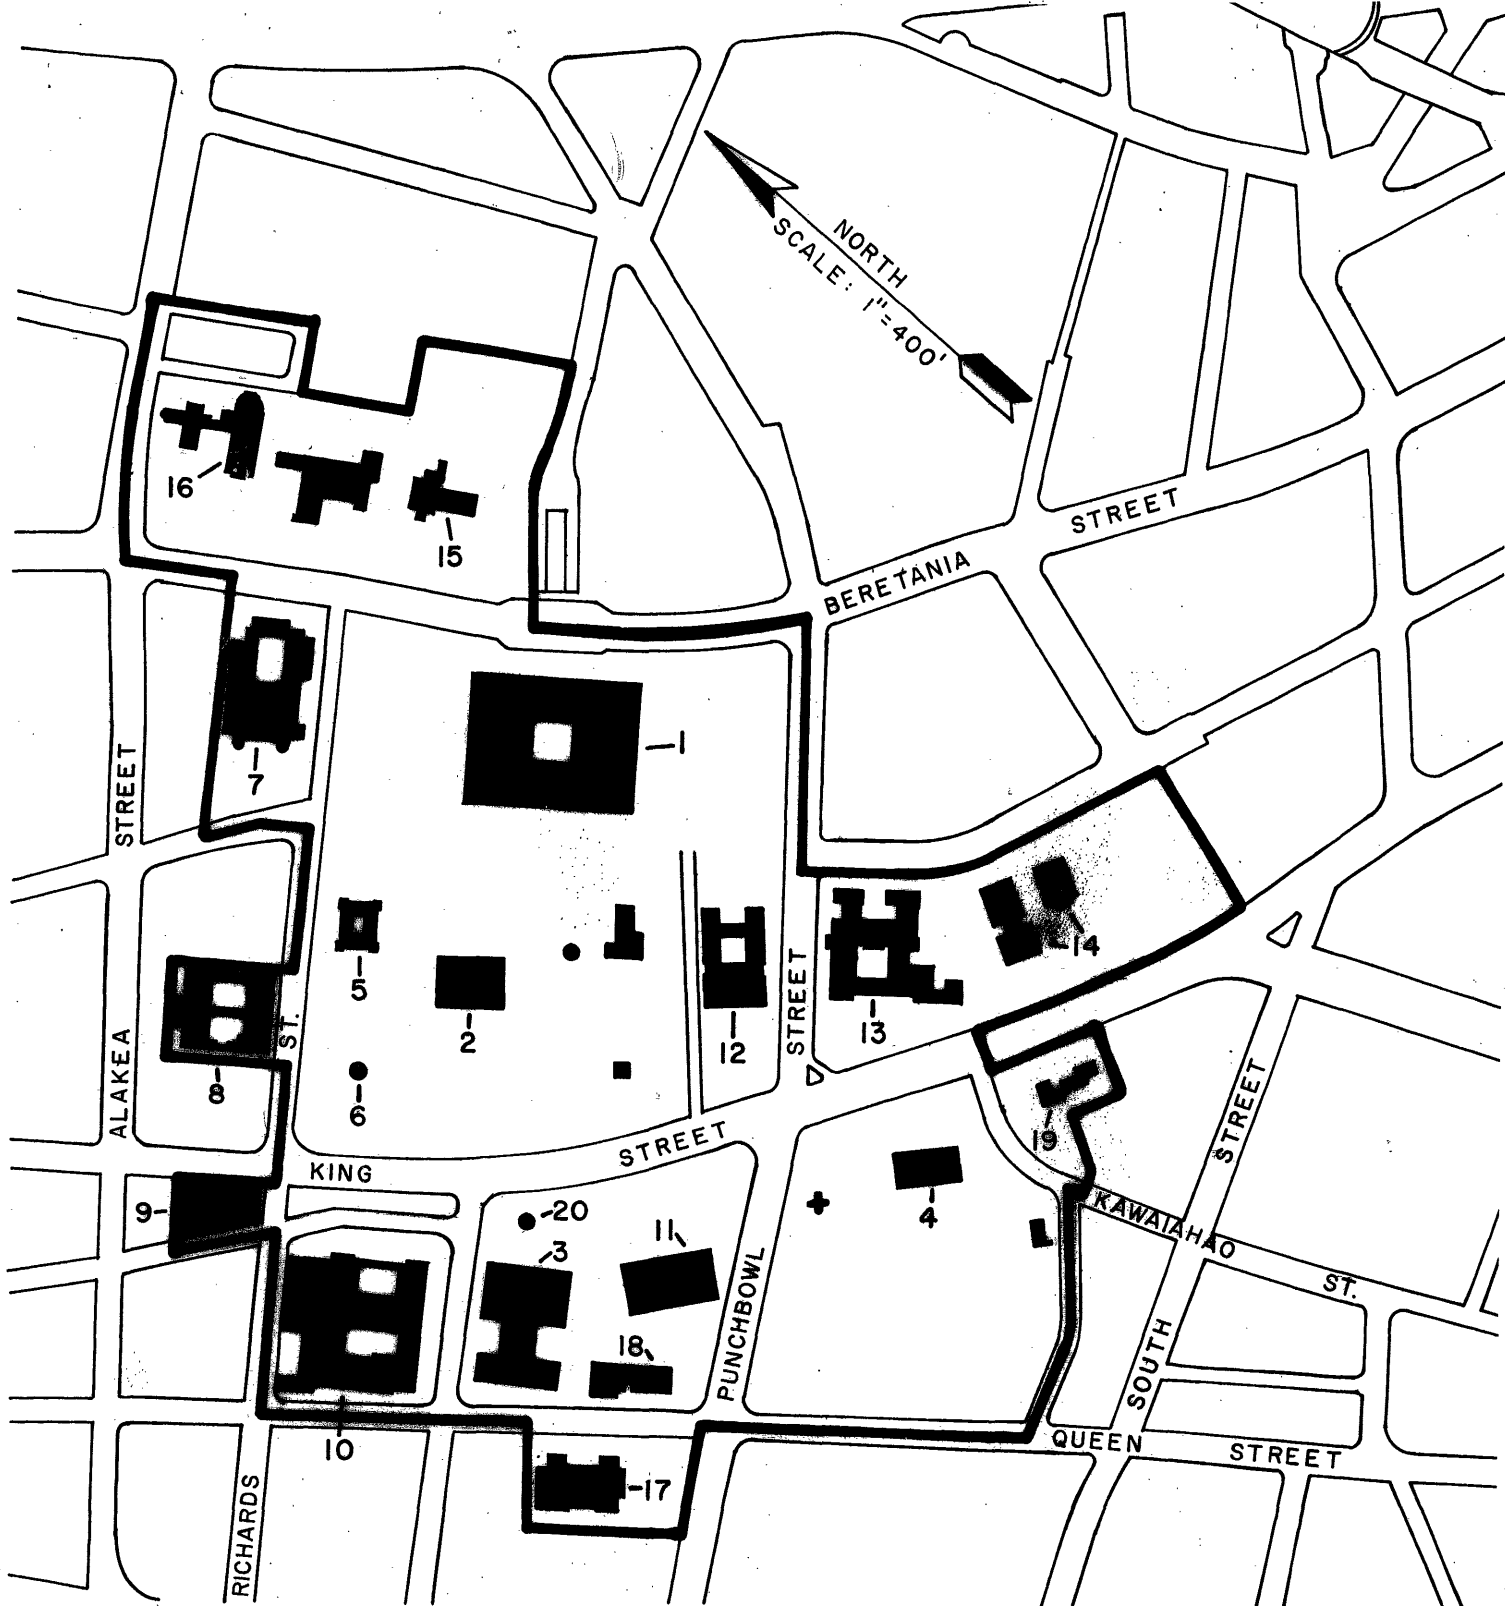 NORTH
SCALE: 1"=400'
16
15
BERETANIA STREET
1
7
STREET
5
2
12
STREET
13
14
ST.
ALAKEA
8
6
19
STREET
KING STREET
9
20
3
11
4
KAWAIAHAO ST.
PUNCHBOWL
18
SOUTH
10
QUEEN STREET
17
RICHARDS